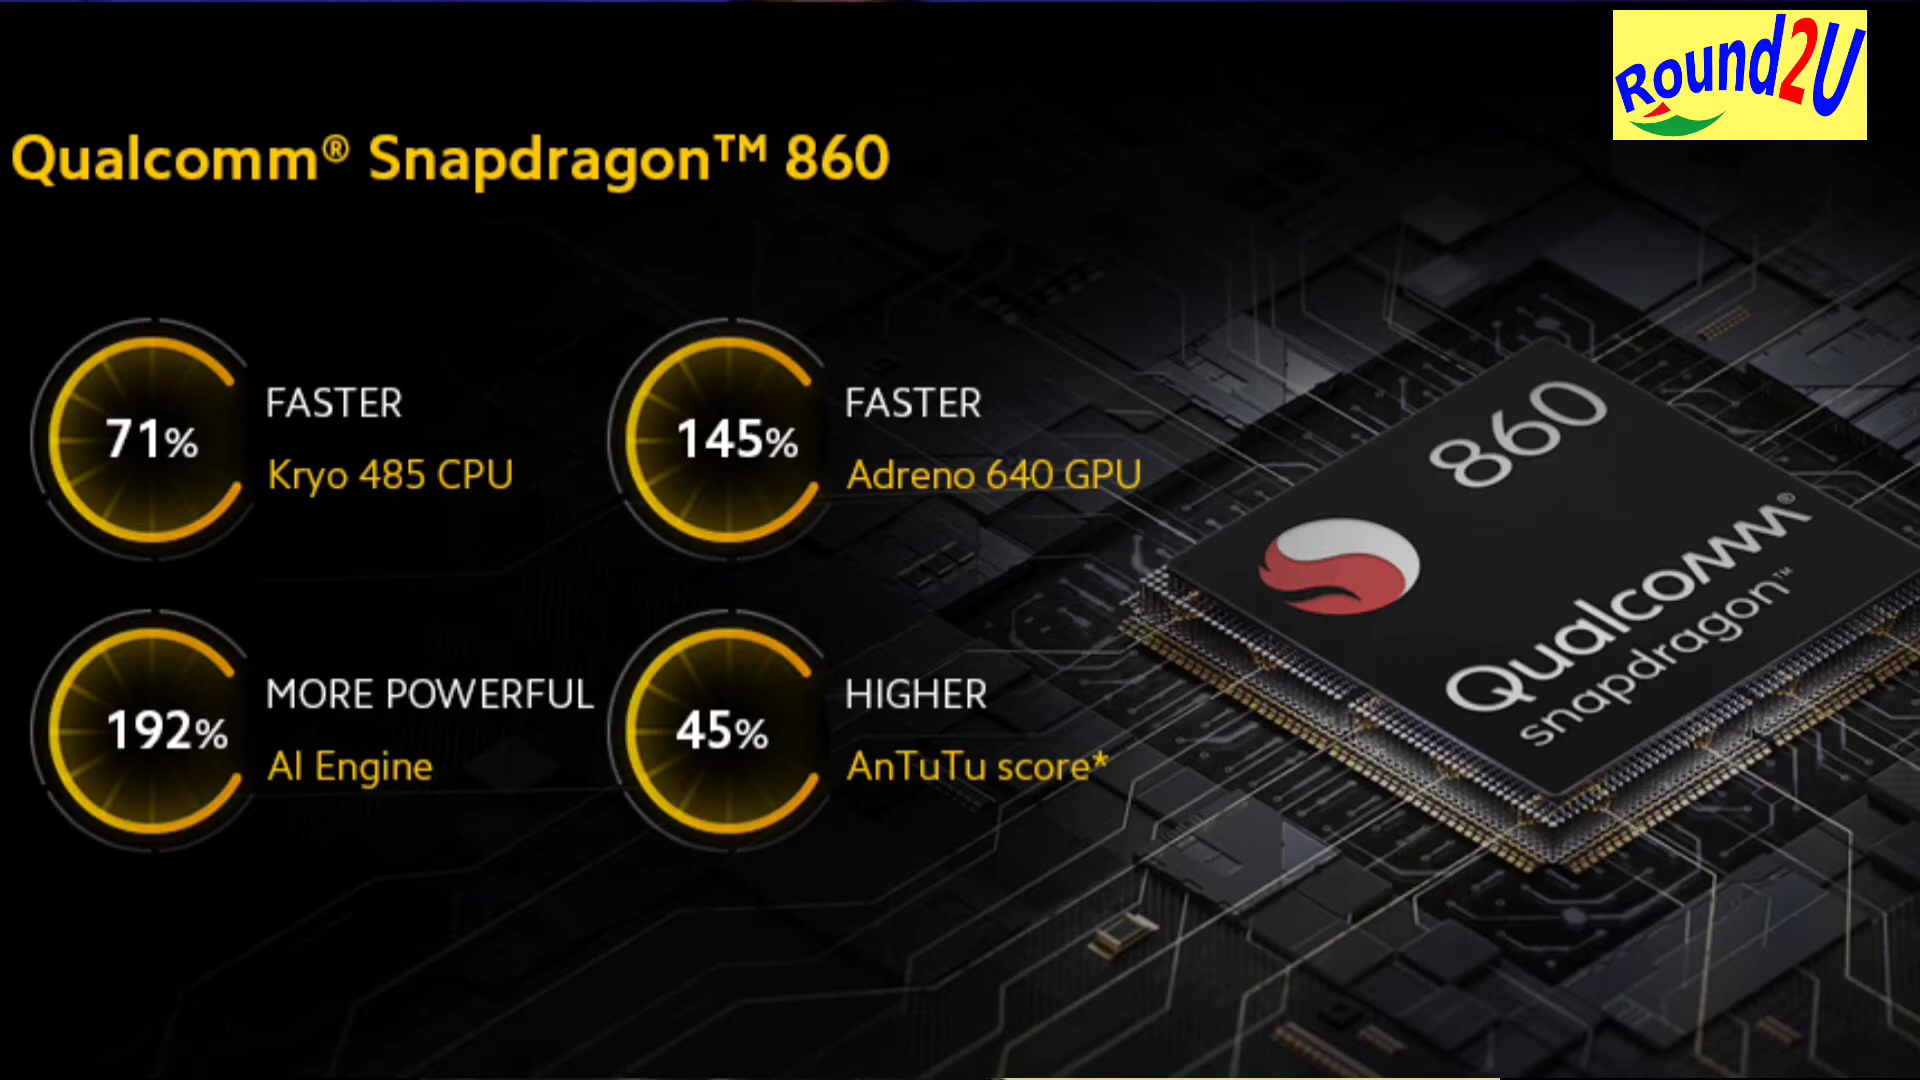 Round2U
Qualcomm® Snapdragon™ 860
71%
FASTER
Kryo 485 CPU
145%
FASTER
Adreno 640 GPU
192%
MORE POWERFUL
AI Engine
45%
HIGHER
AnTuTu score*
860
Qualcomm®
snapdragon™